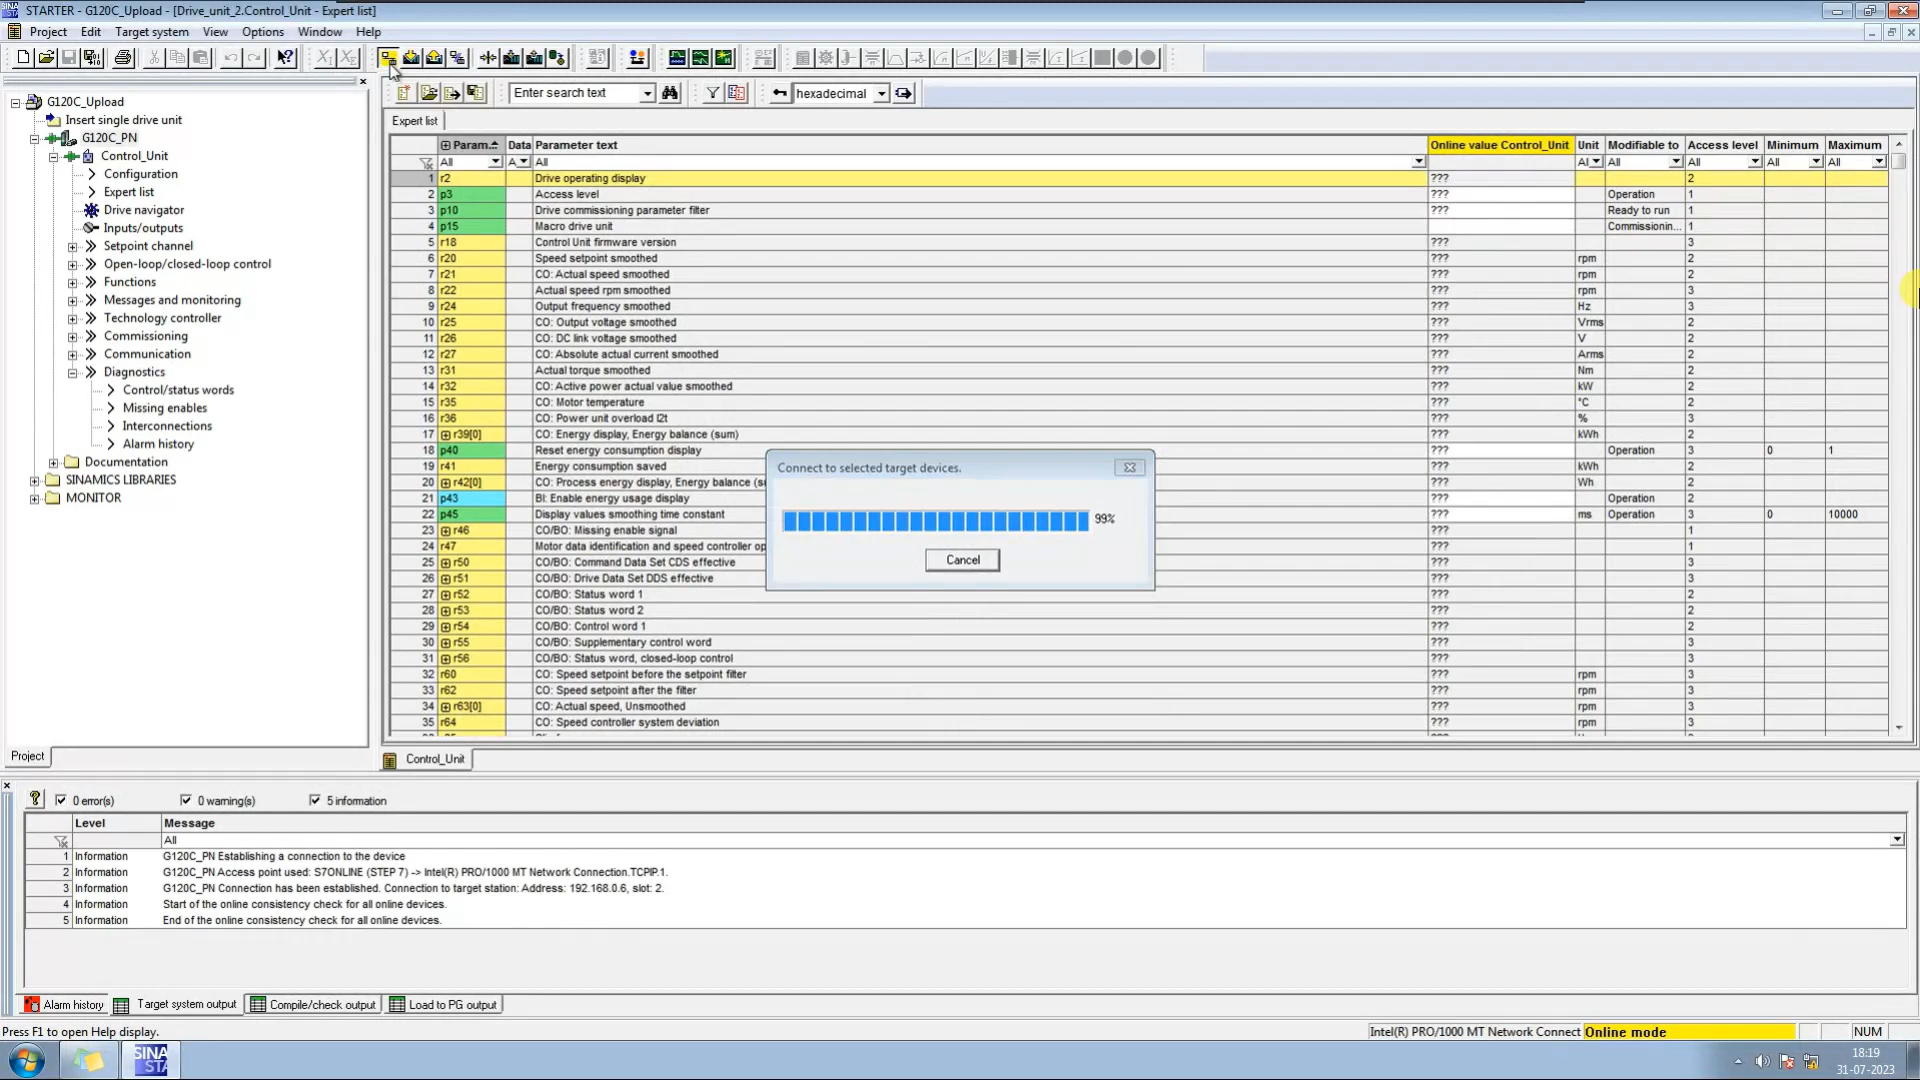 STARTER - G120C_Upload - [Drive_unit_2.Control_Unit - Expert list]
Project Edit Target system View Options Window Help
Enter search text hexadecimal
G120C_Upload
Insert single drive unit
G120C_PN
Control_Unit
Configuration
Expert list
Drive navigator
Inputs/outputs
Setpoint channel
Open-loop/closed-loop control
Functions
Messages and monitoring
Technology controller
Commissioning
Communication
Diagnostics
Control/status words
Missing enables
Interconnections
Alarm history
Documentation
SINAMICS LIBRARIES
MONITOR
Project
Expert list
Param... Data Parameter text Online value Control_Unit Unit Modifiable to Access level Minimum Maximum
All A All Al All All All All
1 r2 Drive operating display ??? 2
2 p3 Access level ??? Operation 1
3 p10 Drive commissioning parameter filter ??? Ready to run 1
4 p15 Macro drive unit Commissionin... 1
5 r18 Control Unit firmware version ??? 3
6 r20 Speed setpoint smoothed ??? rpm 2
7 r21 CO: Actual speed smoothed ??? rpm 2
8 r22 Actual speed rpm smoothed ??? rpm 3
9 r24 Output frequency smoothed ??? Hz 3
10 r25 CO: Output voltage smoothed ??? Vrms 2
11 r26 CO: DC link voltage smoothed ??? V 2
12 r27 CO: Absolute actual current smoothed ??? Arms 2
13 r31 Actual torque smoothed ??? Nm 2
14 r32 CO: Active power actual value smoothed ??? kW 2
15 r35 CO: Motor temperature ??? °C 2
16 r36 CO: Power unit overload I2t ??? % 3
17 r39[0] CO: Energy display, Energy balance (sum) ??? kWh 2
18 p40 Reset energy consumption display ??? Operation 2 0 1
19 r41 Energy consumption saved ??? kWh 2
20 r42[0] CO: Process energy display, Energy balance (su ??? Wh 2
21 p43 BI: Enable energy usage display ??? Operation 2
22 p45 Display values smoothing time constant ??? ms Operation 3 0 10000
23 r46 CO/BO: Missing enable signal ??? 1
24 r47 Motor data identification and speed controller op ??? 1
25 r50 CO/BO: Command Data Set CDS effective ??? 3
26 r51 CO/BO: Drive Data Set DDS effective ??? 3
27 r52 CO/BO: Status word 1 ??? 2
28 r53 CO/BO: Status word 2 ??? 2
29 r54 CO/BO: Control word 1 ??? 2
30 r55 CO/BO: Supplementary control word ??? 3
31 r56 CO/BO: Status word, closed-loop control ??? 3
32 r60 CO: Speed setpoint before the setpoint filter ??? rpm 3
33 r62 CO: Speed setpoint after the filter ??? rpm 3
34 r63[0] CO: Actual speed, Unsmoothed ??? rpm 3
35 r64 CO: Speed controller system deviation ??? rpm 3
Connect to selected target devices.
99%
Cancel
Control_Unit
0 error(s) 0 warning(s) 5 information
Level Message
All
1 Information G120C_PN Establishing a connection to the device
2 Information G120C_PN Access point used: S7ONLINE (STEP 7) -> Intel(R) PRO/1000 MT Network Connection.TCPIP.1.
3 Information G120C_PN Connection has been established. Connection to target station: Address: 192.168.0.6, slot: 2.
4 Information Start of the online consistency check for all online devices.
5 Information End of the online consistency check for all online devices.
Alarm history Target system output Compile/check output Load to PG output
Press F1 to open Help display. Intel(R) PRO/1000 MT Network Connect Online mode NUM
SINA
STA
18:19
31-07-2023